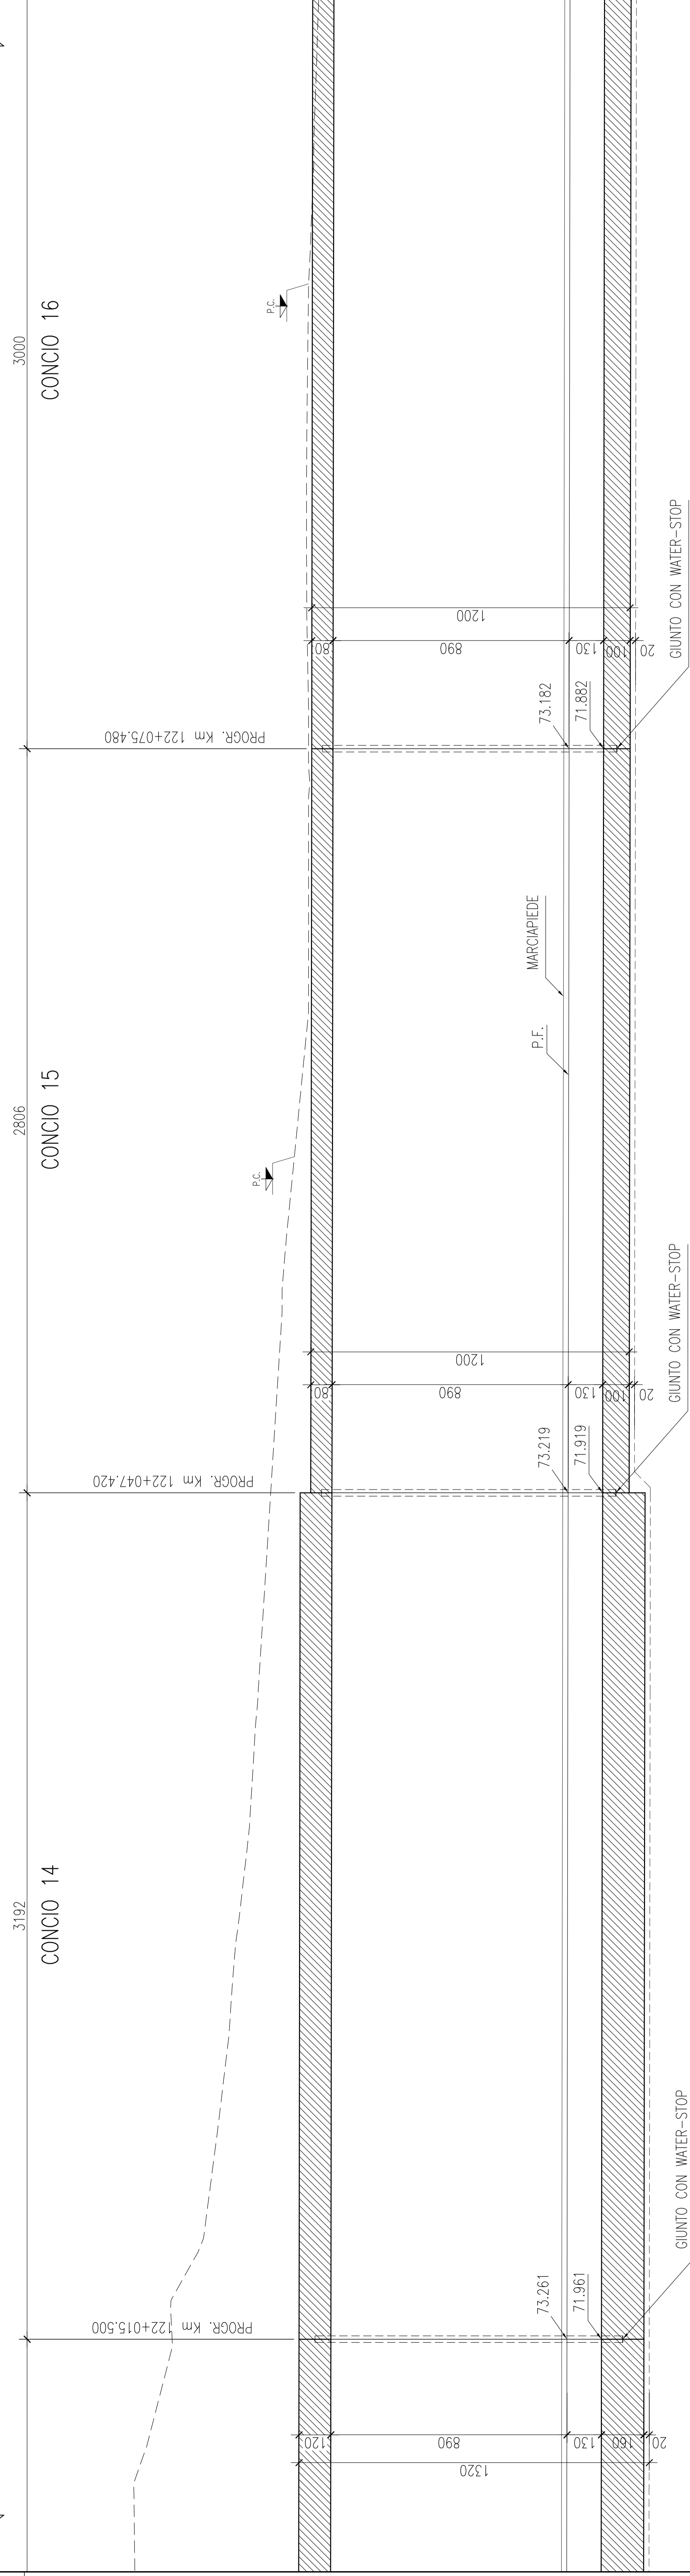 3192
2806
3000
CONCIO 14
CONCIO 15
CONCIO 16
PROGR. Km 122+015.500
PROGR. Km 122+047.420
PROGR. Km 122+075.480
P.C.
P.C.
120
890
130
160
20
1320
73.261
71.961
GIUNTO CON WATER-STOP
73.219
71.919
80
890
130
100
20
1200
GIUNTO CON WATER-STOP
P.F.
MARCIAPIEDE
73.182
71.882
80
890
130
100
20
1200
GIUNTO CON WATER-STOP